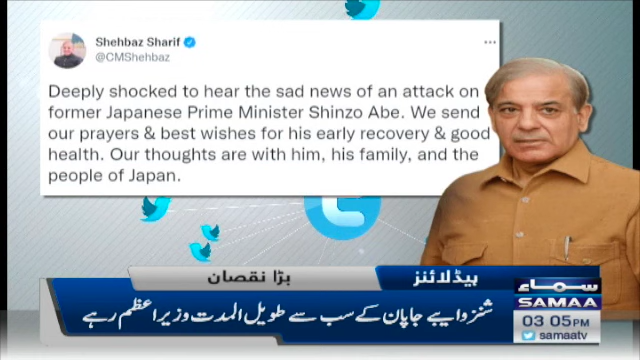 Shehbaz Sharif
@CMShehbaz
Deeply shocked to hear the sad news of an attack on
former Japanese Prime Minister Shinzo Abe. We send
our prayers & best wishes for his early recovery & good
health. Our thoughts are with him, his family, and the
people of Japan.
ہیڈلائنز
بڑا نقصان
شنزو ایبے جاپان کے سب سے طویل المدت وزیراعظم رہے
سماء
SAMAA
03 05PM
samaatv